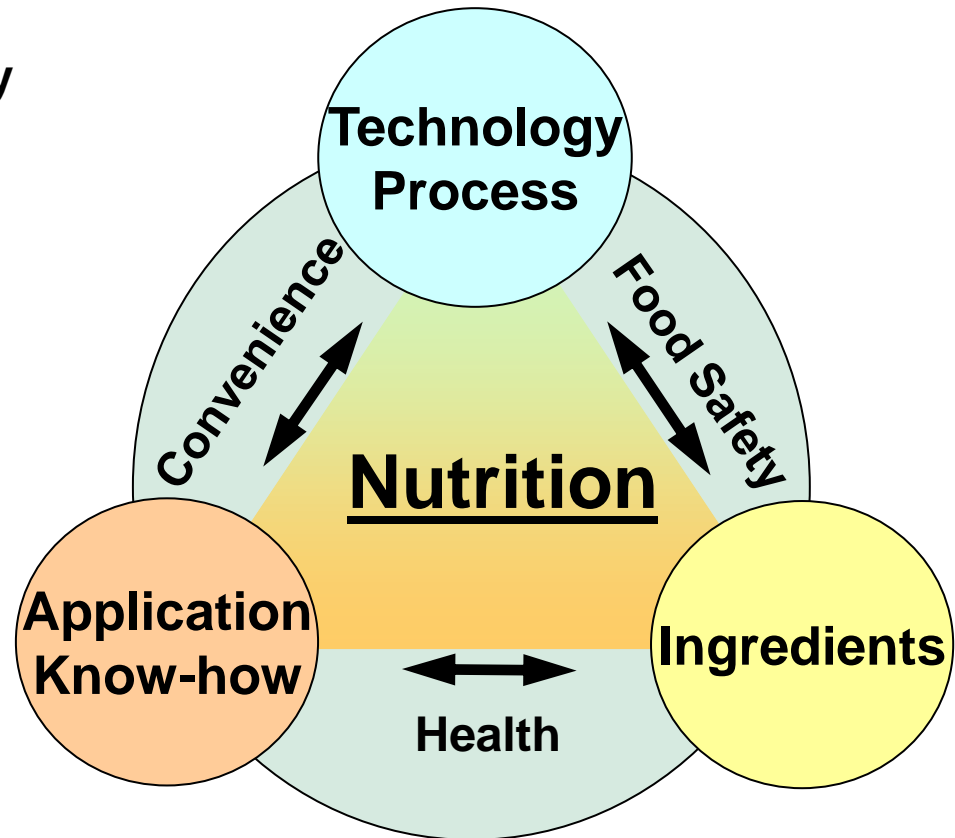 y
Technology
Process
Convenience
Food Safety
Nutrition
Application
Know-how
Ingredients
Health